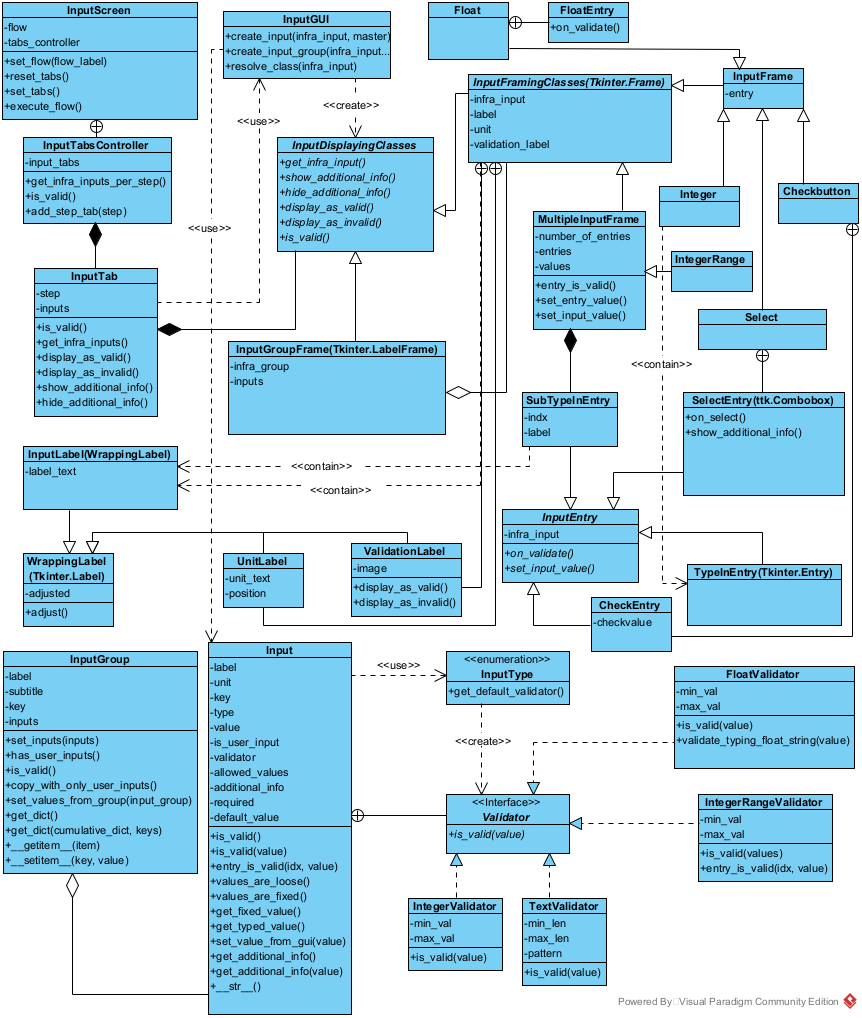 InputScreen
-flow
-tabs_controller
+set_flow(flow_label)
+reset_tabs()
+set_tabs()
+execute_flow()
InputGUI
+create_input(infra_input, master)
+create_input_group(infra_input...
+resolve_class(infra_input)
Float
FloatEntry
+on_validate()
InputFrame
-entry
InputFramingClasses(Tkinter.Frame)
-infra_input
-label
-unit
-validation_label
<<create>>
<<use>>
InputTabsController
-input_tabs
+get_infra_inputs_per_step()
+is_valid()
+add_step_tab(step)
InputDisplayingClasses
+get_infra_input()
+show_additional_info()
+hide_additional_info()
+display_as_valid()
+display_as_invalid()
+is_valid()
<<use>>
Integer
Checkbutton
MultipleInputFrame
-number_of_entries
-entries
-values
+entry_is_valid()
+set_entry_value()
+set_input_value()
IntegerRange
InputTab
-step
-inputs
+is_valid()
+get_infra_inputs()
+display_as_valid()
+display_as_invalid()
+show_additional_info()
+hide_additional_info()
Select
InputGroupFrame(Tkinter.LabelFrame)
-infra_group
-inputs
<<contain>>
SubTypeInEntry
-indx
-label
SelectEntry(ttk.Combobox)
+on_select()
+show_additional_info()
InputLabel(WrappingLabel)
-label_text
<<contain>>
<<contain>>
InputEntry
-infra_input
+on_validate()
+set_input_value()
WrappingLabel
(Tkinter.Label)
-adjusted
+adjust()
UnitLabel
-unit_text
-position
ValidationLabel
-image
+display_as_valid()
+display_as_invalid()
TypeInEntry(Tkinter.Entry)
CheckEntry
-checkvalue
InputGroup
-label
-subtitle
-key
-inputs
+set_inputs(inputs)
+has_user_inputs()
+is_valid()
+copy_with_only_user_inputs()
+set_values_from_group(input_group)
+get_dict()
+get_dict(cumulative_dict, keys)
+__getitem__(item)
+__setitem__(key, value)
Input
-label
-unit
-key
-type
-value
-is_user_input
-validator
-allowed_values
-additional_info
-required
-default_value
+is_valid()
+is_valid(value)
+entry_is_valid(idx, value)
+values_are_loose()
+values_are_fixed()
+get_fixed_value()
+get_typed_value()
+set_value_from_gui(value)
+get_additional_info()
+get_additional_info(value)
+__str__()
<<use>>
<<enumeration>>
InputType
+get_default_validator()
<<create>>
FloatValidator
-min_val
-max_val
+is_valid(value)
+validate_typing_float_string(value)
<<Interface>>
Validator
+is_valid(value)
IntegerRangeValidator
-min_val
-max_val
+is_valid(values)
+entry_is_valid(idx, value)
IntegerValidator
-min_val
-max_val
+is_valid(value)
TextValidator
-min_len
-max_len
-pattern
+is_valid(value)
Powered By Visual Paradigm Community Edition